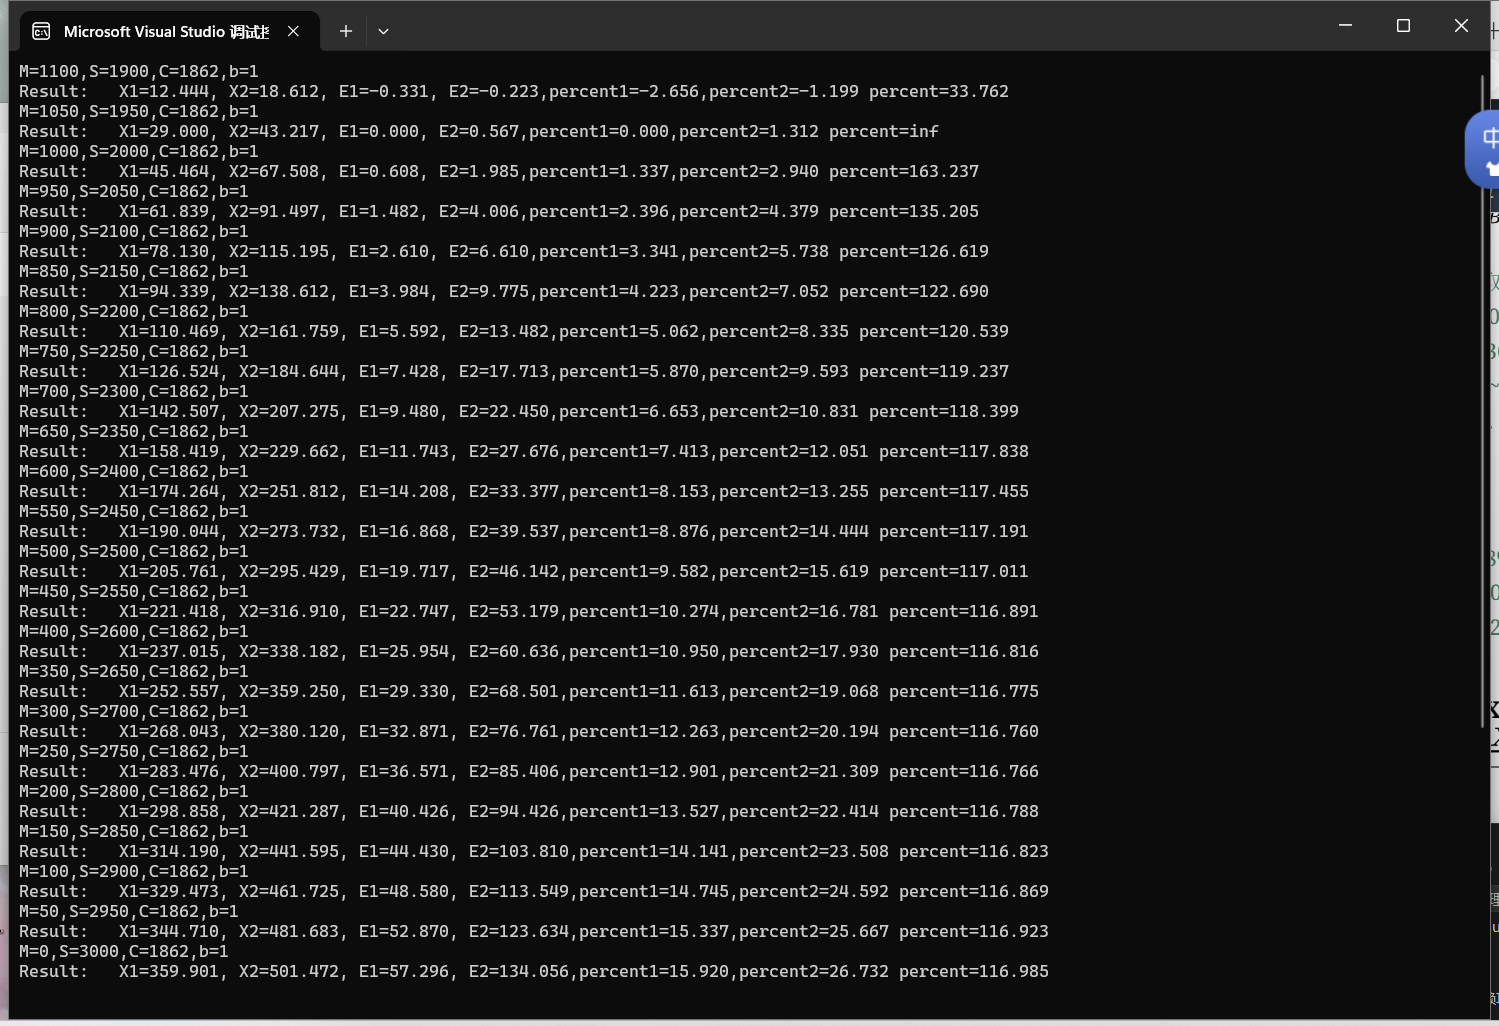 Microsoft Visual Studio 调试控
M=1100,S=1900,C=1862,b=1
Result:   X1=12.444, X2=18.612, E1=-0.331, E2=-0.223,percent1=-2.656,percent2=-1.199 percent=33.762
M=1050,S=1950,C=1862,b=1
Result:   X1=29.000, X2=43.217, E1=0.000, E2=0.567,percent1=0.000,percent2=1.312 percent=inf
M=1000,S=2000,C=1862,b=1
Result:   X1=45.464, X2=67.508, E1=0.608, E2=1.985,percent1=1.337,percent2=2.940 percent=163.237
M=950,S=2050,C=1862,b=1
Result:   X1=61.839, X2=91.497, E1=1.482, E2=4.006,percent1=2.396,percent2=4.379 percent=135.205
M=900,S=2100,C=1862,b=1
Result:   X1=78.130, X2=115.195, E1=2.610, E2=6.610,percent1=3.341,percent2=5.738 percent=126.619
M=850,S=2150,C=1862,b=1
Result:   X1=94.339, X2=138.612, E1=3.984, E2=9.775,percent1=4.223,percent2=7.052 percent=122.690
M=800,S=2200,C=1862,b=1
Result:   X1=110.469, X2=161.759, E1=5.592, E2=13.482,percent1=5.062,percent2=8.335 percent=120.539
M=750,S=2250,C=1862,b=1
Result:   X1=126.524, X2=184.644, E1=7.428, E2=17.713,percent1=5.870,percent2=9.593 percent=119.237
M=700,S=2300,C=1862,b=1
Result:   X1=142.507, X2=207.275, E1=9.480, E2=22.450,percent1=6.653,percent2=10.831 percent=118.399
M=650,S=2350,C=1862,b=1
Result:   X1=158.419, X2=229.662, E1=11.743, E2=27.676,percent1=7.413,percent2=12.051 percent=117.838
M=600,S=2400,C=1862,b=1
Result:   X1=174.264, X2=251.812, E1=14.208, E2=33.377,percent1=8.153,percent2=13.255 percent=117.455
M=550,S=2450,C=1862,b=1
Result:   X1=190.044, X2=273.732, E1=16.868, E2=39.537,percent1=8.876,percent2=14.444 percent=117.191
M=500,S=2500,C=1862,b=1
Result:   X1=205.761, X2=295.429, E1=19.717, E2=46.142,percent1=9.582,percent2=15.619 percent=117.011
M=450,S=2550,C=1862,b=1
Result:   X1=221.418, X2=316.910, E1=22.747, E2=53.179,percent1=10.274,percent2=16.781 percent=116.891
M=400,S=2600,C=1862,b=1
Result:   X1=237.015, X2=338.182, E1=25.954, E2=60.636,percent1=10.950,percent2=17.930 percent=116.816
M=350,S=2650,C=1862,b=1
Result:   X1=252.557, X2=359.250, E1=29.330, E2=68.501,percent1=11.613,percent2=19.068 percent=116.775
M=300,S=2700,C=1862,b=1
Result:   X1=268.043, X2=380.120, E1=32.871, E2=76.761,percent1=12.263,percent2=20.194 percent=116.760
M=250,S=2750,C=1862,b=1
Result:   X1=283.476, X2=400.797, E1=36.571, E2=85.406,percent1=12.901,percent2=21.309 percent=116.766
M=200,S=2800,C=1862,b=1
Result:   X1=298.858, X2=421.287, E1=40.426, E2=94.426,percent1=13.527,percent2=22.414 percent=116.788
M=150,S=2850,C=1862,b=1
Result:   X1=314.190, X2=441.595, E1=44.430, E2=103.810,percent1=14.141,percent2=23.508 percent=116.823
M=100,S=2900,C=1862,b=1
Result:   X1=329.473, X2=461.725, E1=48.580, E2=113.549,percent1=14.745,percent2=24.592 percent=116.869
M=50,S=2950,C=1862,b=1
Result:   X1=344.710, X2=481.683, E1=52.870, E2=123.634,percent1=15.337,percent2=25.667 percent=116.923
M=0,S=3000,C=1862,b=1
Result:   X1=359.901, X2=501.472, E1=57.296, E2=134.056,percent1=15.920,percent2=26.732 percent=116.985
中